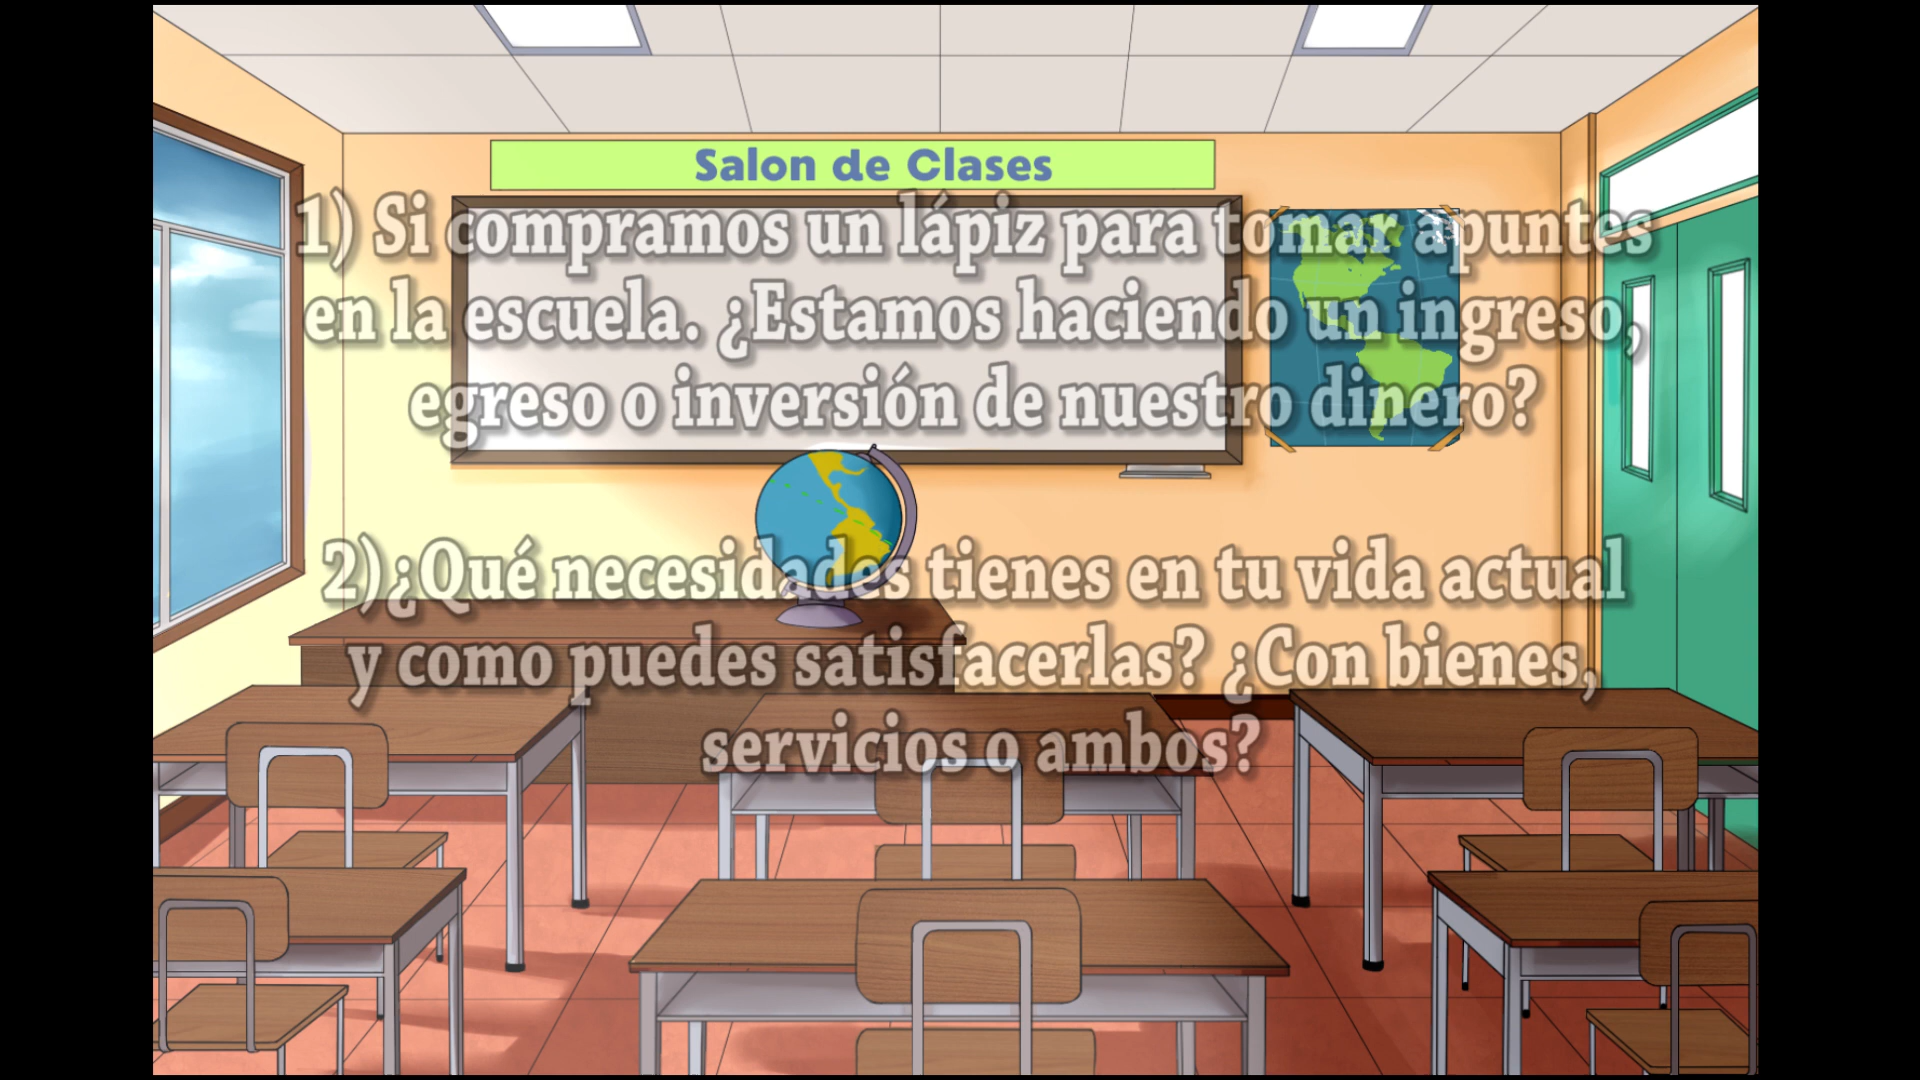 Salon de Clases
1) Si compramos un lápiz para tomar apuntes
en la escuela. ¿Estamos haciendo un ingreso,
egreso o inversión de nuestro dinero?
2)¿Qué necesidades tienes en tu vida actual
y como puedes satisfacerlas? ¿Con bienes,
servicios o ambos?